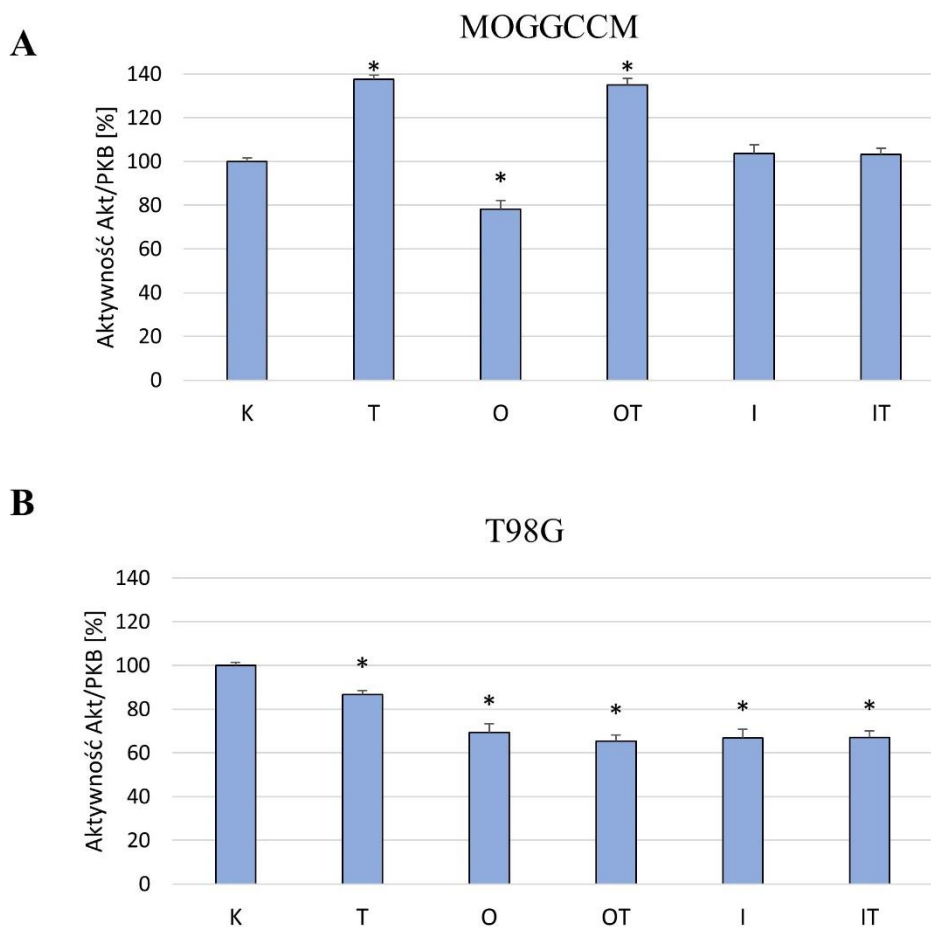 A
MOGGCCM
Aktywność Akt/PKB [%]
140
120
100
80
60
40
20
0
* * *
K T O OT I IT
B
T98G
Aktywność Akt/PKB [%]
140
120
100
80
60
40
20
0
* * * * *
K T O OT I IT